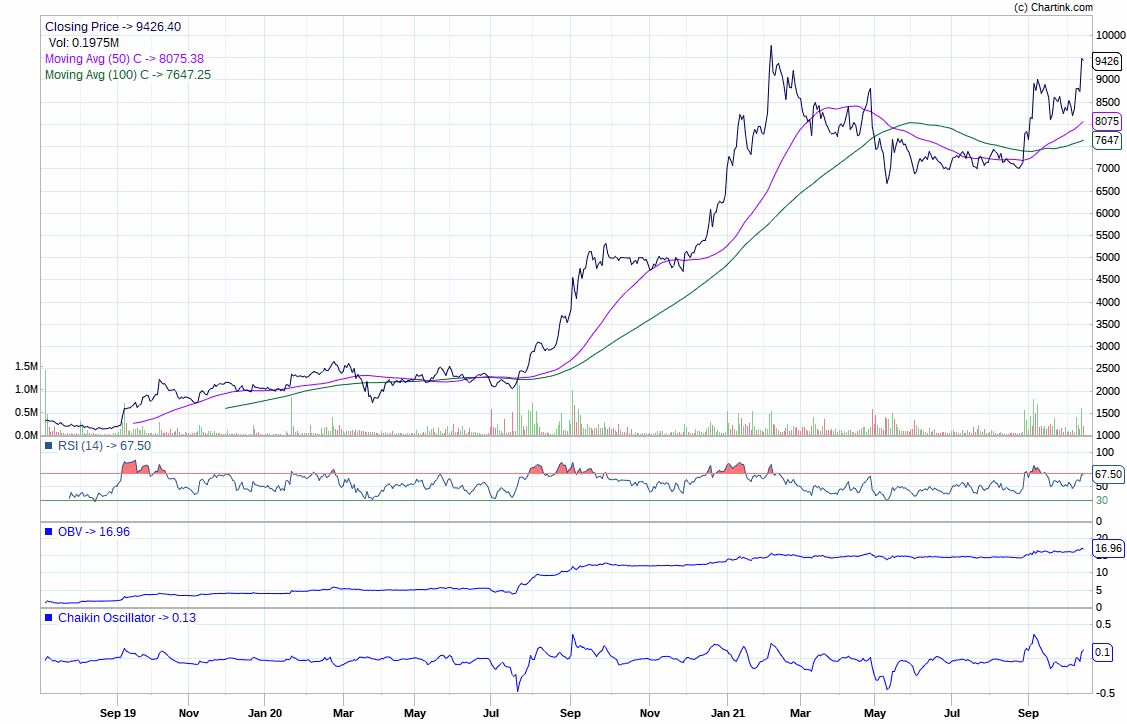 (c) Chartink.com
Closing Price -> 9426.40
Vol: 0.1975M
Moving Avg (50) C -> 8075.38
Moving Avg (100) C -> 7647.25
10000
9426
9000
8500
8075
7647
7000
6500
6000
5500
5000
4500
4000
3500
3000
2500
2000
1500
1000
1.5M
1.0M
0.5M
0.0M
RSI (14) -> 67.50
100
67.50
50
30
0
OBV -> 16.96
20
16.96
10
5
0
Chaikin Oscillator -> 0.13
0.5
0.1
-0.5
Sep 19 Nov Jan 20 Mar May Jul Sep Nov Jan 21 Mar May Jul Sep